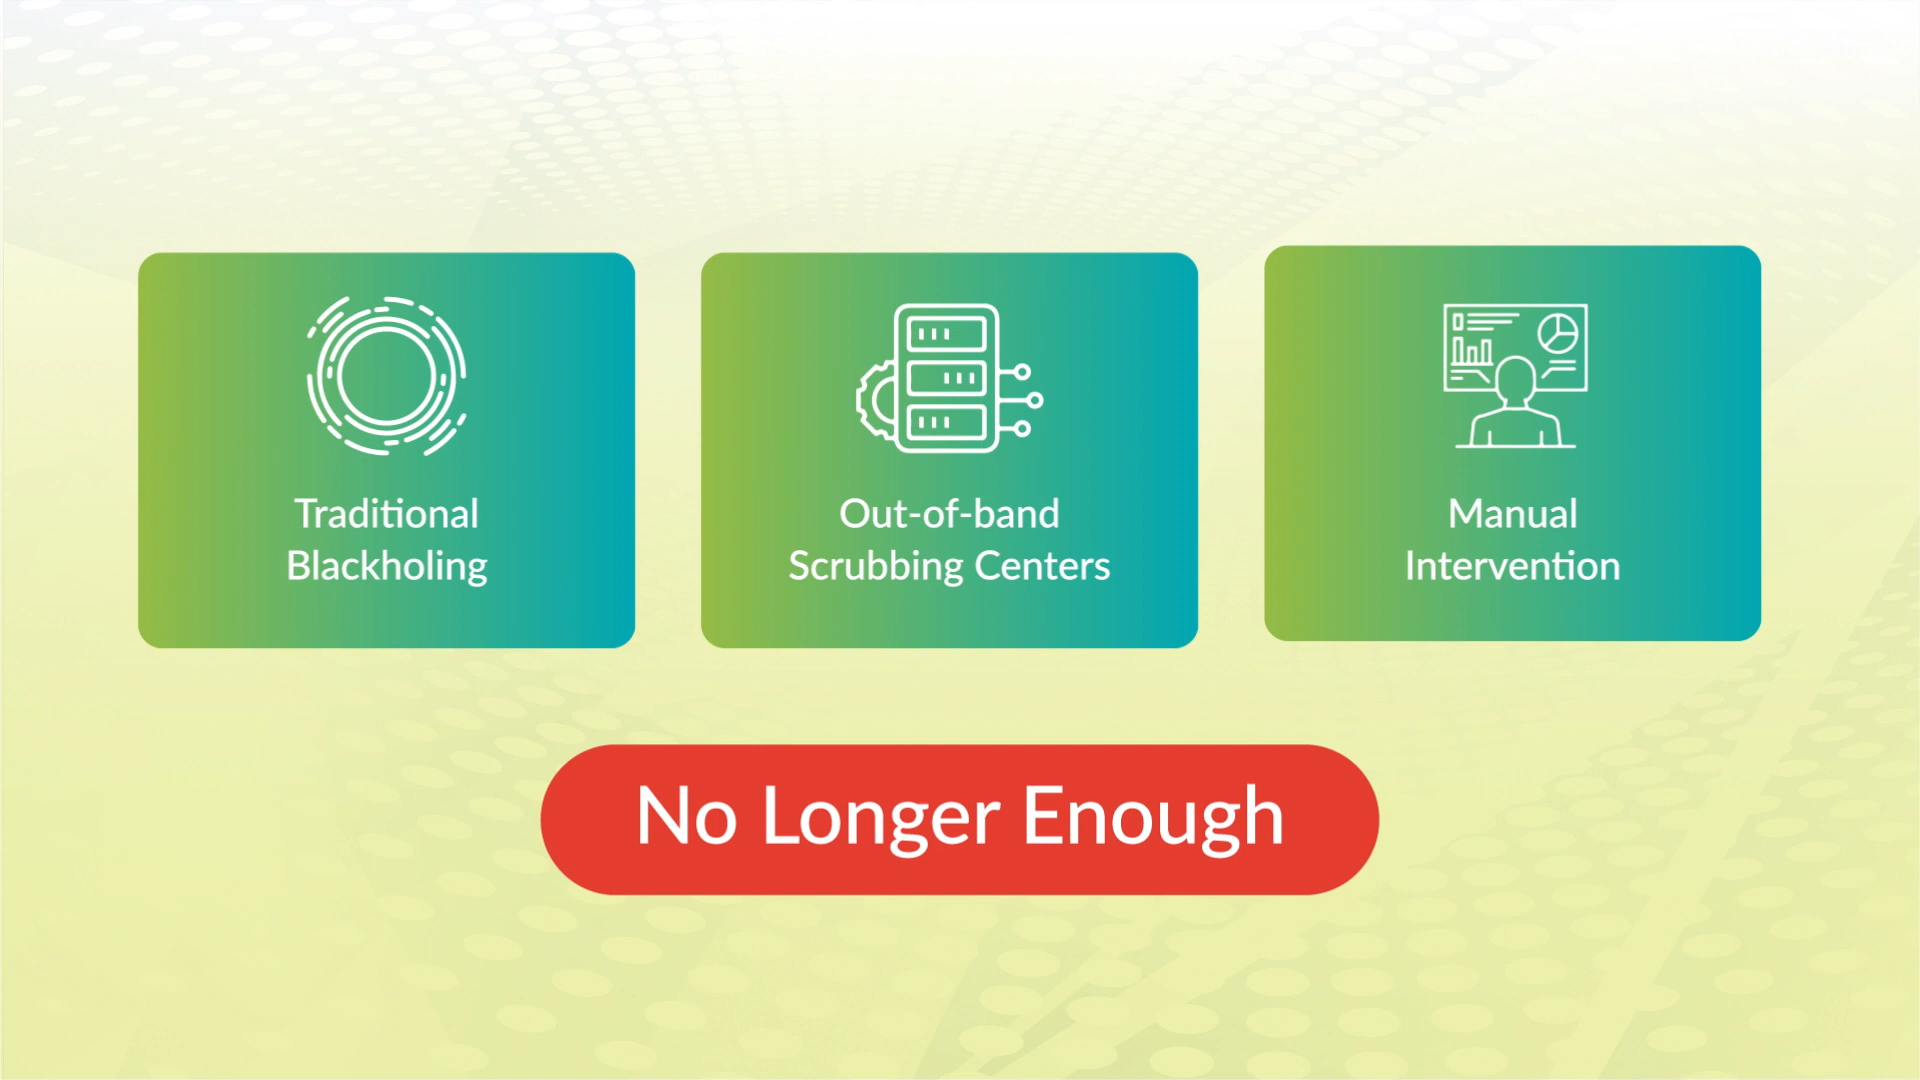 Traditional
Blackholing
Out-of-band
Scrubbing Centers
Manual
Intervention
No Longer Enough